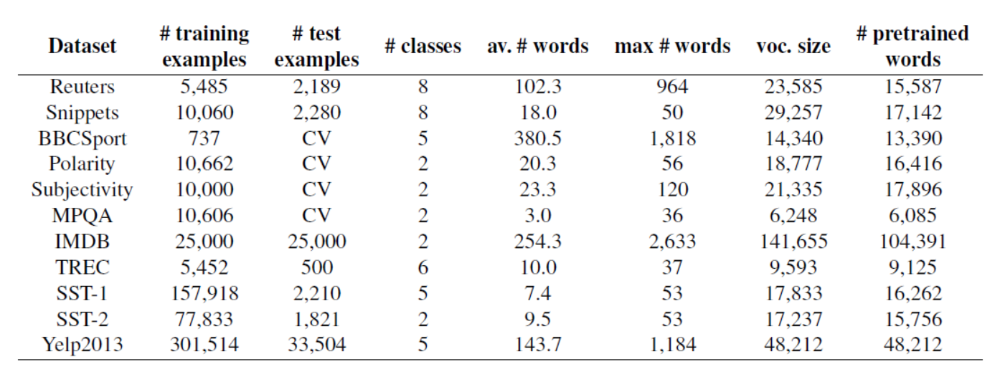 Dataset # training examples # test examples # classes av. # words max # words voc. size # pretrained words
Reuters 5,485 2,189 8 102.3 964 23,585 15,587
Snippets 10,060 2,280 8 18.0 50 29,257 17,142
BBCSport 737 CV 5 380.5 1,818 14,340 13,390
Polarity 10,662 CV 2 20.3 56 18,777 16,416
Subjectivity 10,000 CV 2 23.3 120 21,335 17,896
MPQA 10,606 CV 2 3.0 36 6,248 6,085
IMDB 25,000 25,000 2 254.3 2,633 141,655 104,391
TREC 5,452 500 6 10.0 37 9,593 9,125
SST-1 157,918 2,210 5 7.4 53 17,833 16,262
SST-2 77,833 1,821 2 9.5 53 17,237 15,756
Yelp2013 301,514 33,504 5 143.7 1,184 48,212 48,212